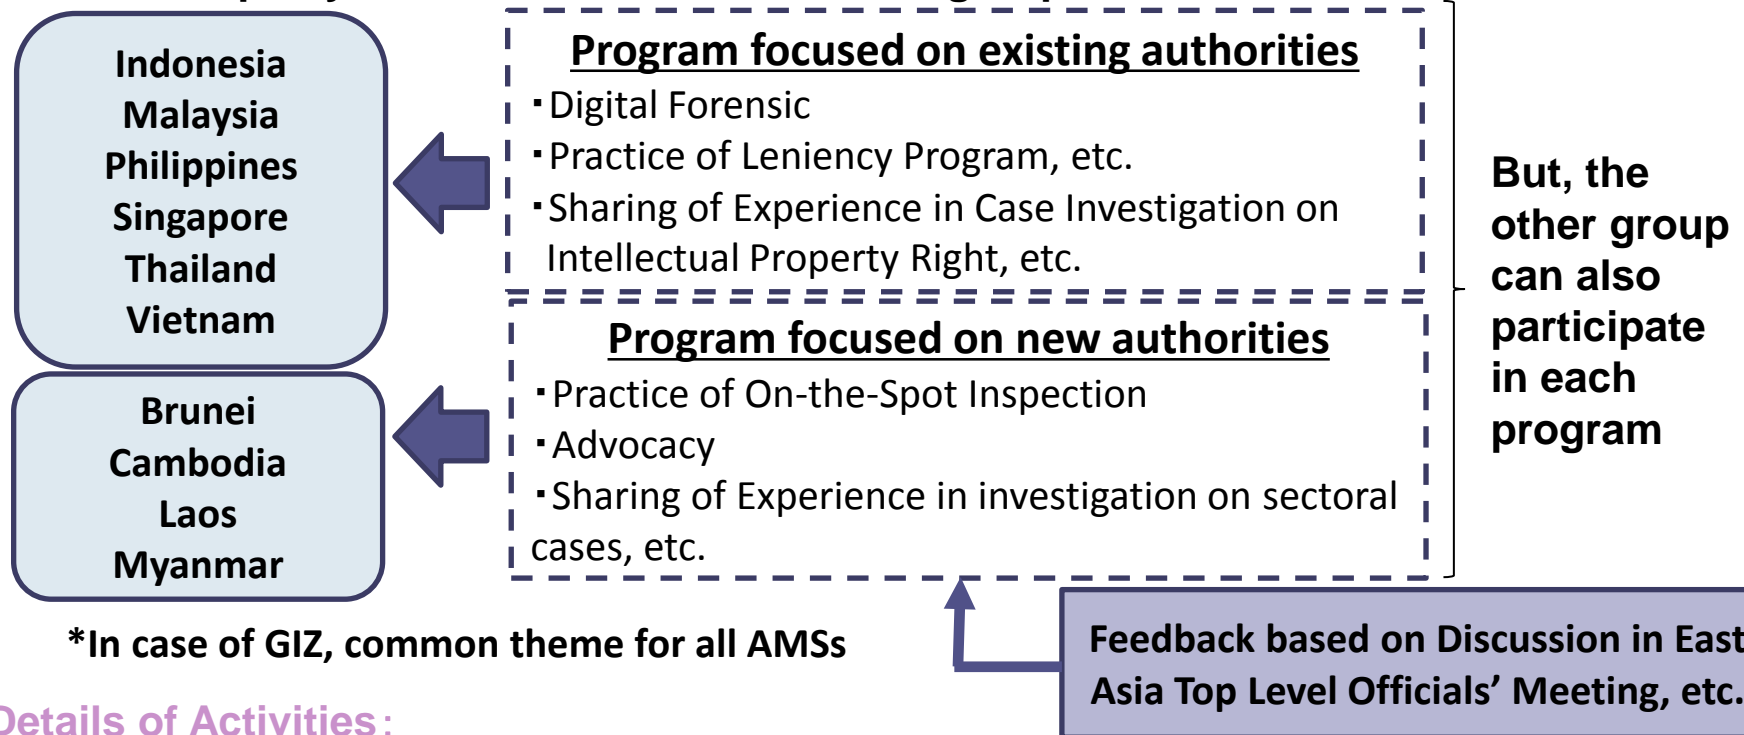 Indonesia
Malaysia
Philippines
Singapore
Thailand
Vietnam
Program focused on existing authorities
・Digital Forensic
・Practice of Leniency Program, etc.
・Sharing of Experience in Case Investigation on
Intellectual Property Right, etc.
Brunei
Cambodia
Laos
Myanmar
Program focused on new authorities
・Practice of On-the-Spot Inspection
・Advocacy
・Sharing of Experience in investigation on sectoral
cases, etc.
But, the
other group
can also
participate
in each
program
*In case of GIZ, common theme for all AMSs
Feedback based on Discussion in East
Asia Top Level Officials’ Meeting, etc.
Details of Activities: